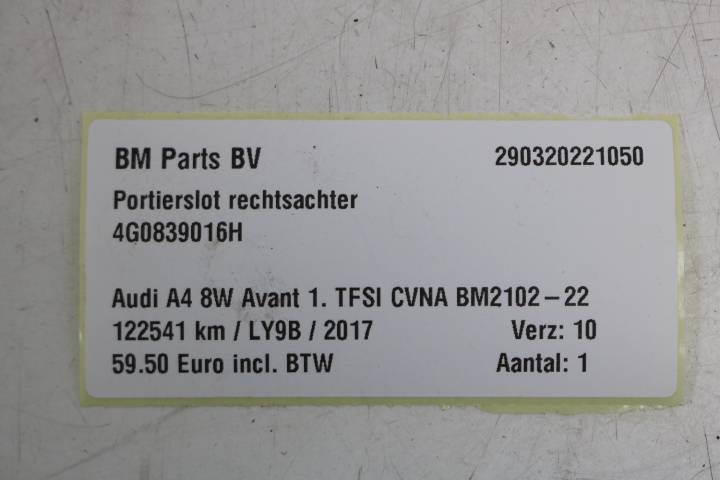 BM Parts BV 290320221050
Portierslot rechtsachter
4G0839016H
Audi A4 8W Avant 1. TFSI CVNA BM2102-22
122541 km / LY9B / 2017 Verz: 10
59.50 Euro incl. BTW Aantal: 1